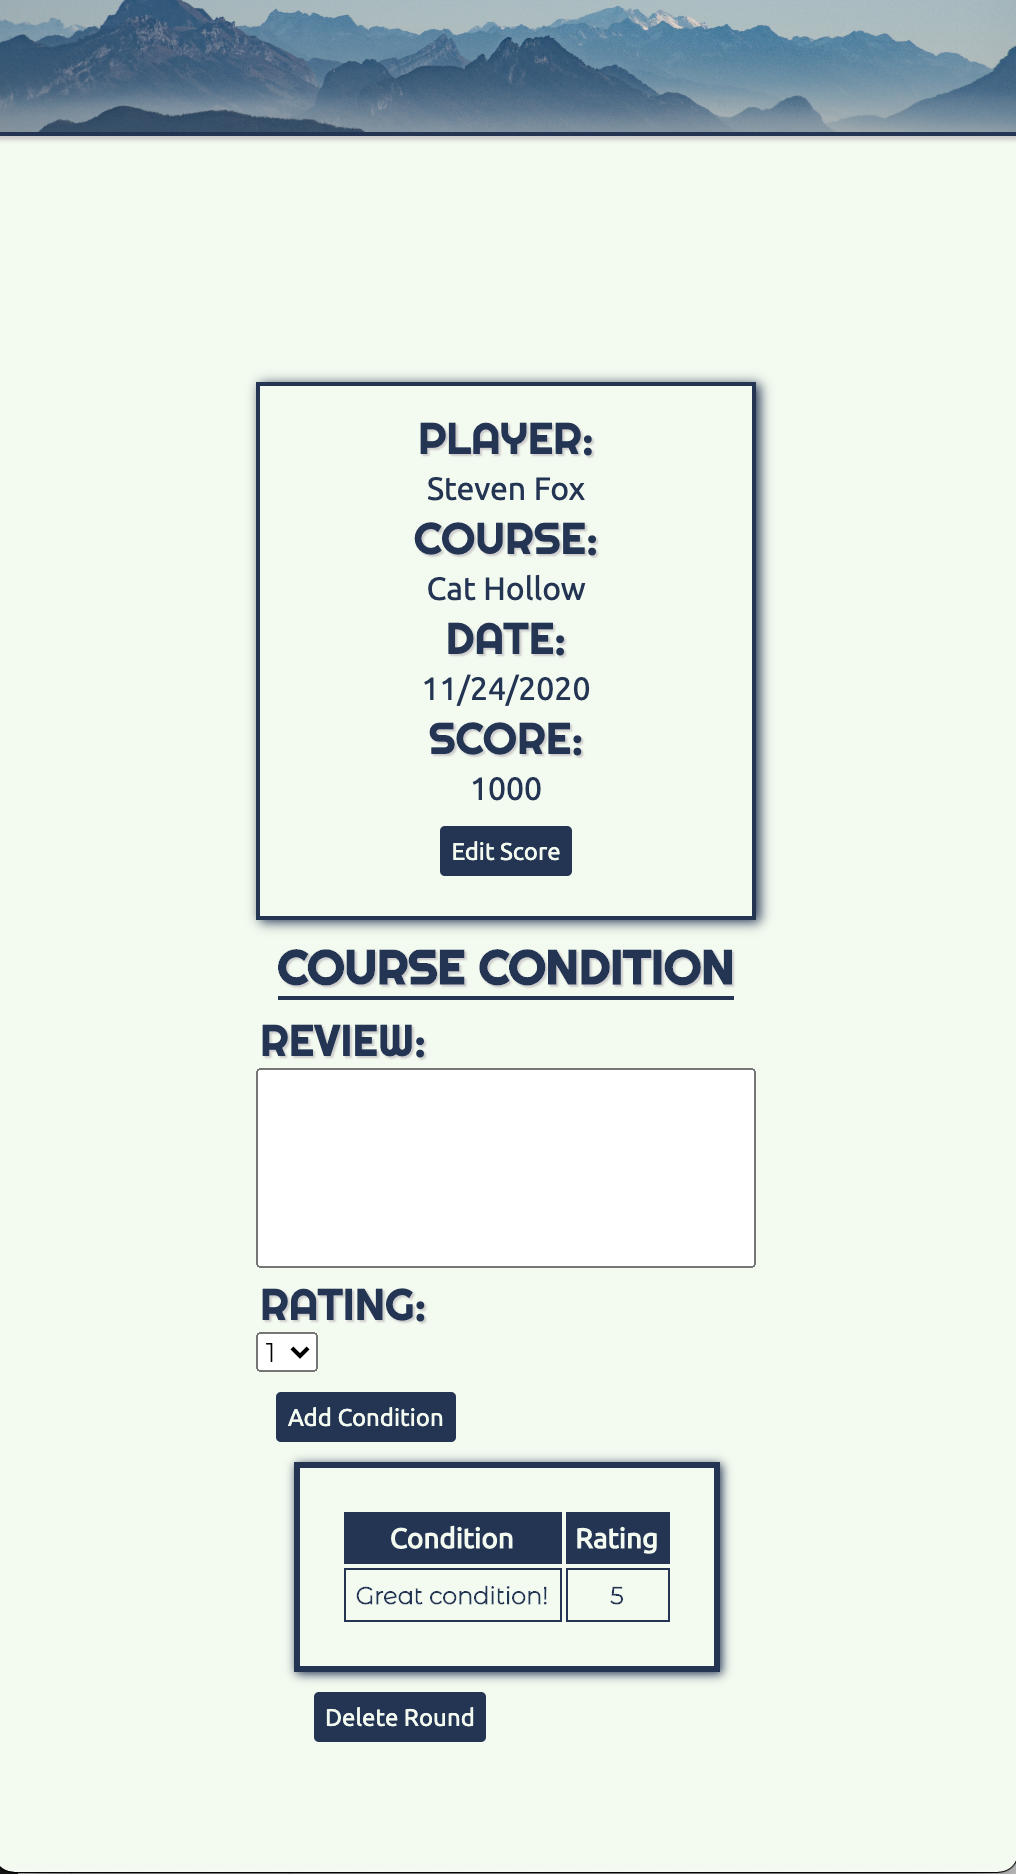 PLAYER:
Steven Fox
COURSE:
Cat Hollow
DATE:
11/24/2020
SCORE:
1000
Edit Score
COURSE CONDITION
REVIEW:
RATING:
1
Add Condition
Condition Rating
Great condition! 5
Delete Round